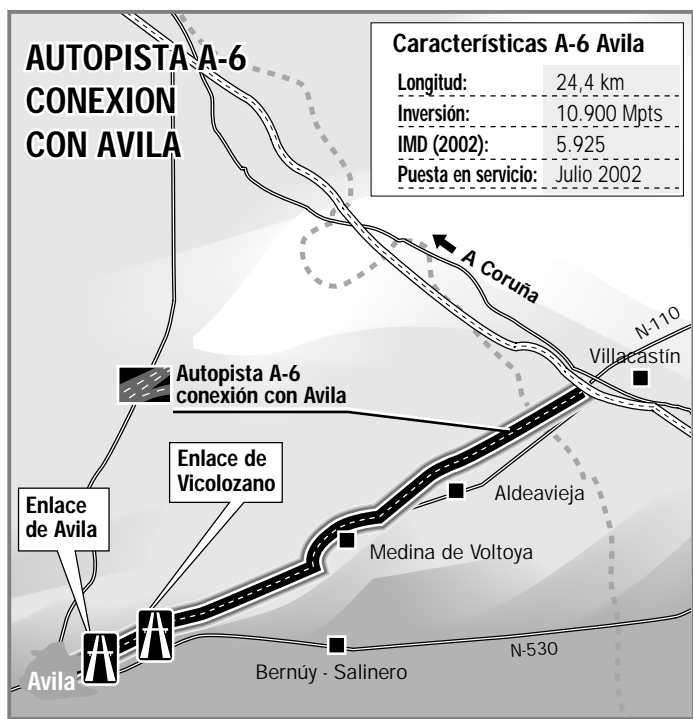 AUTOPISTA A-6
CONEXION
CON AVILA
Características A-6 Avila
Longitud: 24,4 km
Inversión: 10.900 Mpts
IMD (2002): 5.925
Puesta en servicio: Julio 2002
A Coruña
N-110
Villacastín
Autopista A-6
conexión con Avila
Enlace de
Vicolozano
Enlace
de Avila
Aldeavieja
Medina de Voltoya
N-530
Bernúy - Salinero
Avila